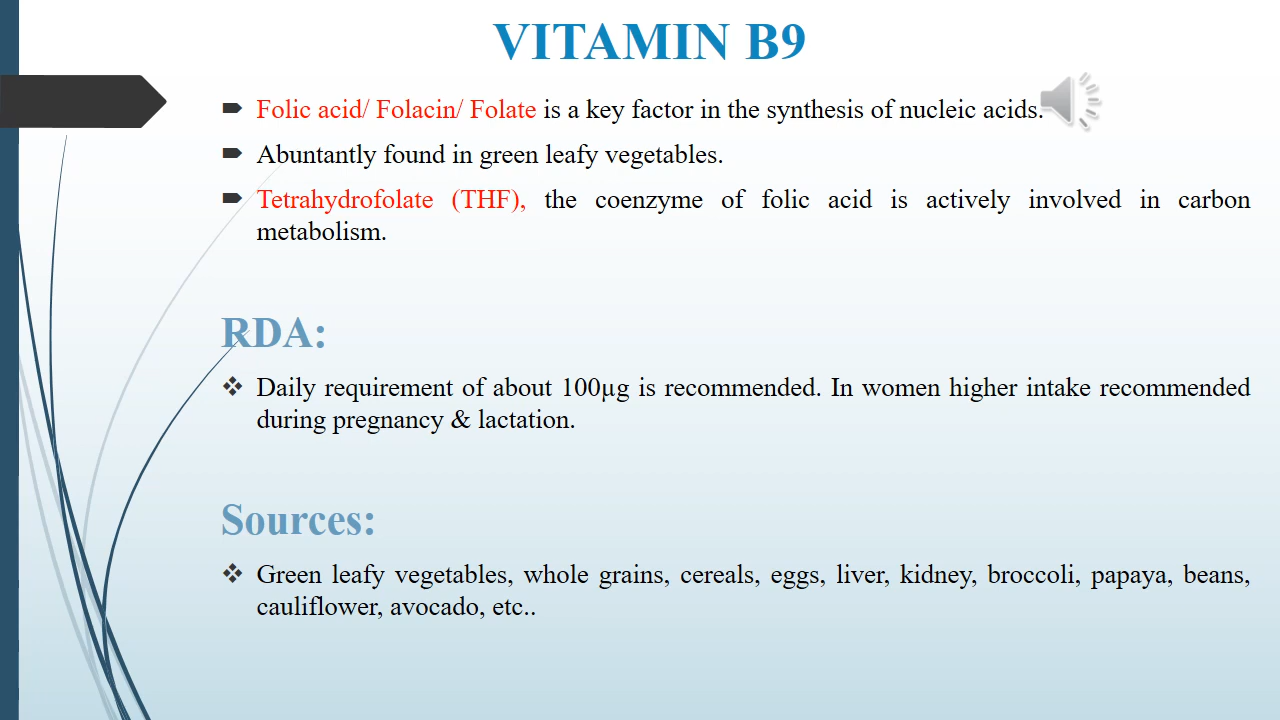 VITAMIN B9
Folic acid/ Folacin/ Folate is a key factor in the synthesis of nucleic acids.
Abuntantly found in green leafy vegetables.
Tetrahydrofolate (THF), the coenzyme of folic acid is actively involved in carbon
metabolism.
RDA:
Daily requirement of about 100µg is recommended. In women higher intake recommended
during pregnancy & lactation.
Sources:
Green leafy vegetables, whole grains, cereals, eggs, liver, kidney, broccoli, papaya, beans,
cauliflower, avocado, etc..